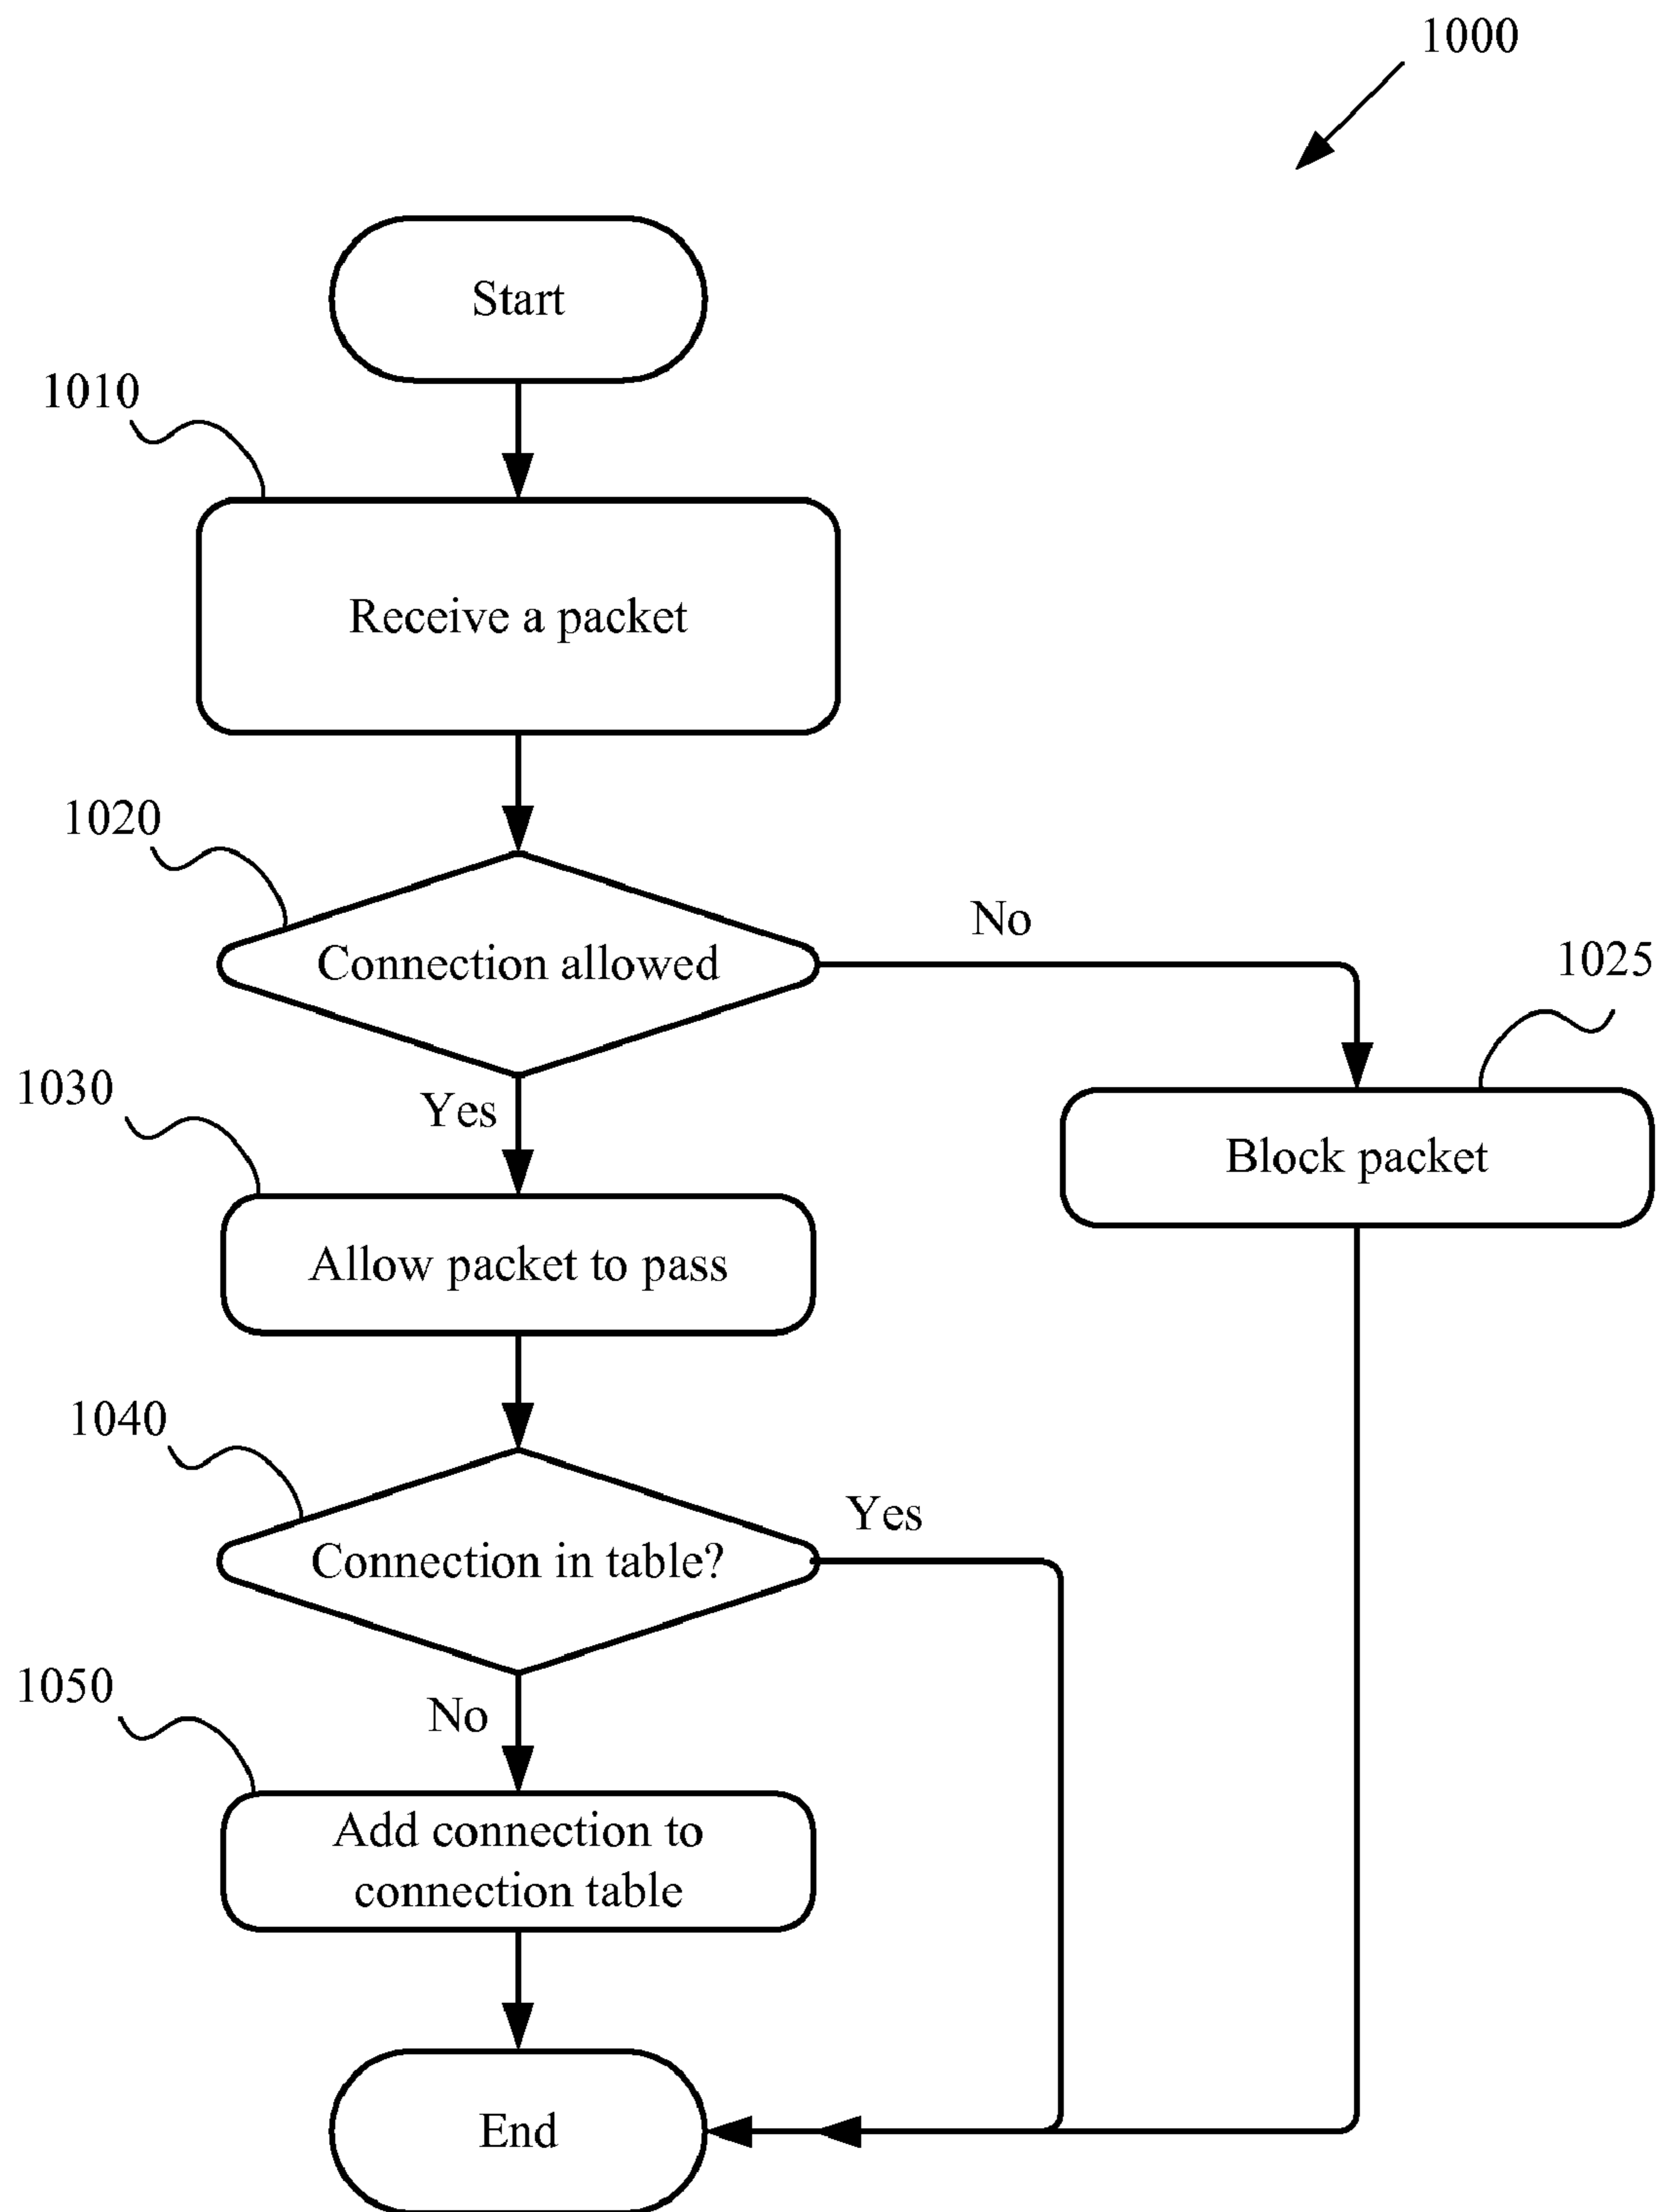 1000
Start
1010
Receive a packet
1020
Connection allowed
No
1025
Yes
1030
Block packet
Allow packet to pass
1040
Connection in table?
Yes
1050
No
Add connection to
connection table
End